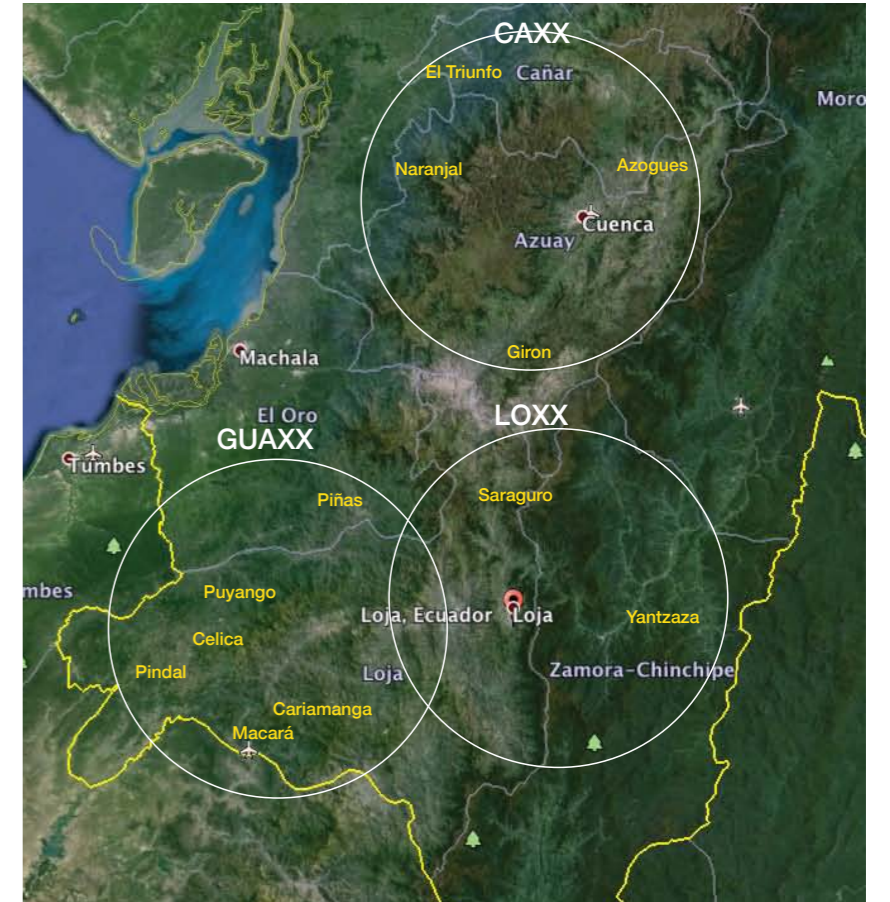 CAXX
El Triunfo
Cañar
Moro
Naranjal
Azogues
Cuenca
Azuay
Giron
Machala
El Oro
LOXX
GUAXX
Tumbes
Saraguro
Piñas
mbes
Puyango
Loja, Ecuador
Loja
Yantzaza
Celica
Pindal
Loja
Zamora-Chinchipe
Cariamanga
Macará